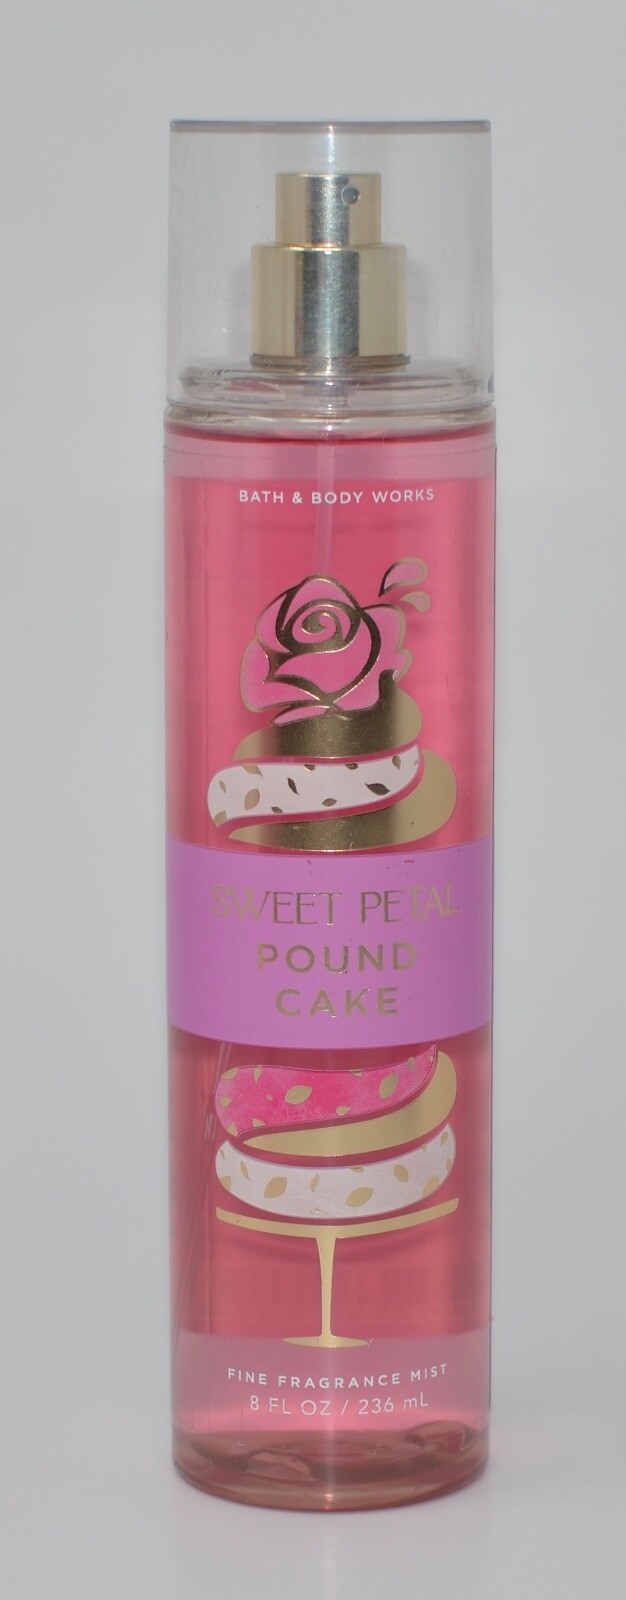 BATH & BODY WORKS
SWEET PETAL
POUND
CAKE
FINE FRAGRANCE MIST
8 FL OZ / 236 mL